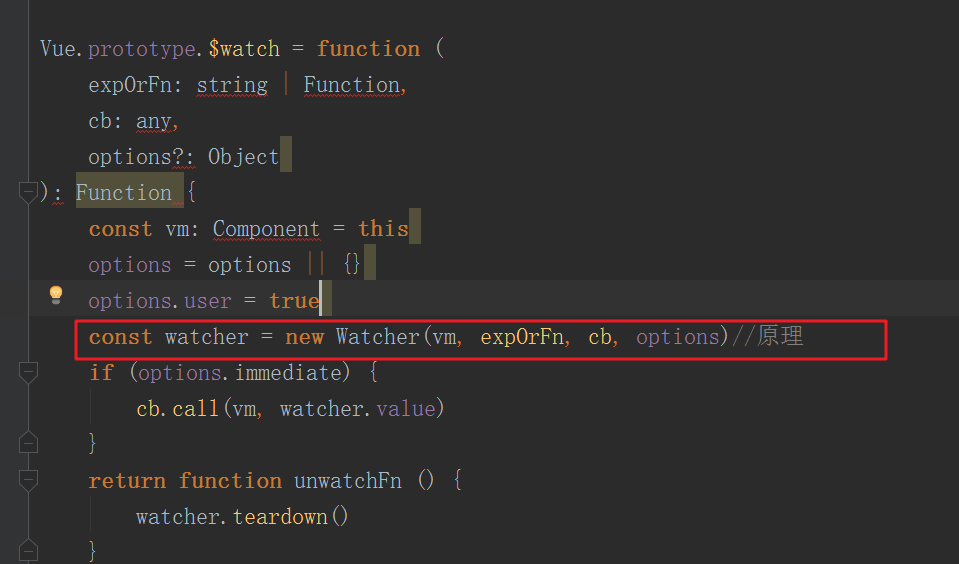 Vue.prototype.$watch = function (
expOrFn: string | Function,
cb: any,
options?: Object
): Function {
const vm: Component = this
options = options || {}
options.user = true
const watcher = new Watcher(vm, expOrFn, cb, options)//原理
if (options.immediate) {
cb.call(vm, watcher.value)
}
return function unwatchFn () {
watcher.teardown()
}